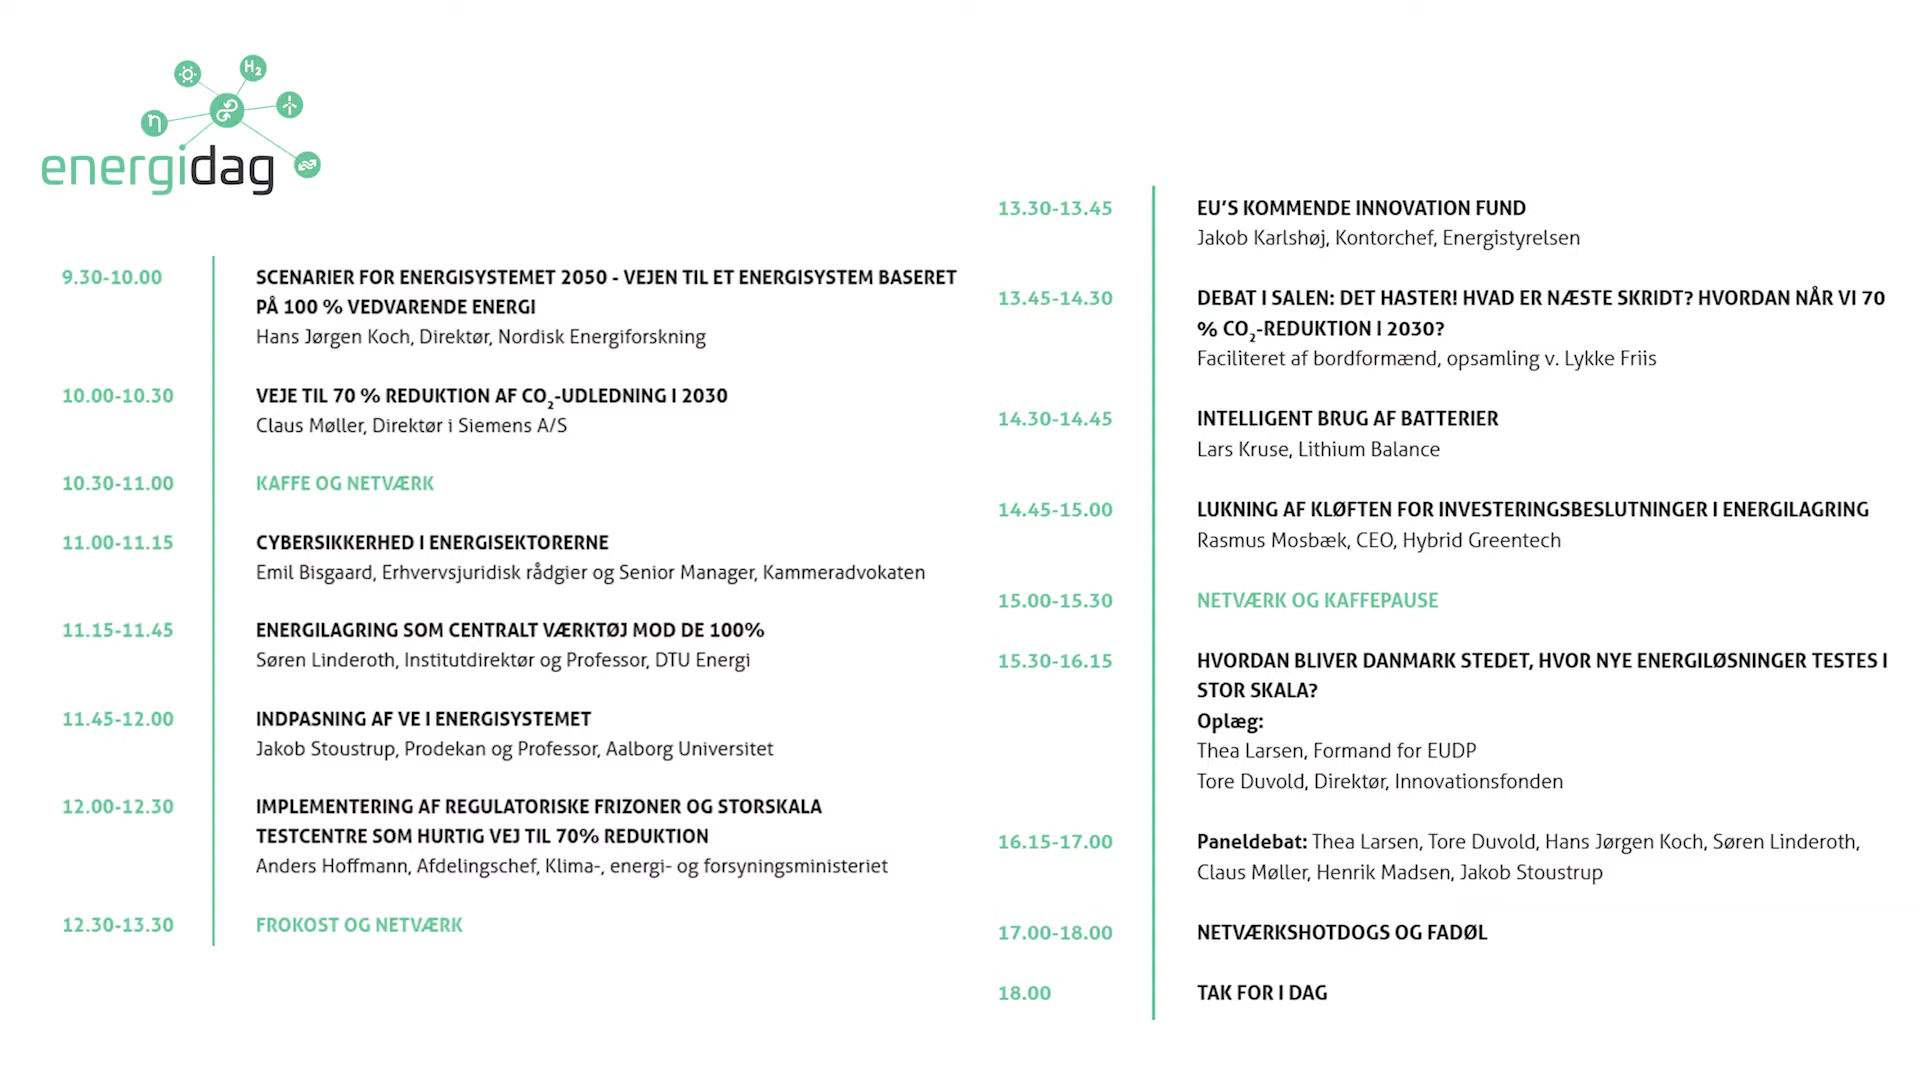 H2
η
energidag
9.30-10.00
SCENARIER FOR ENERGISYSTEMET 2050 - VEJEN TIL ET ENERGISYSTEM BASERET
PÅ 100 % VEDVARENDE ENERGI
Hans Jørgen Koch, Direktør, Nordisk Energiforskning
10.00-10.30
VEJE TIL 70 % REDUKTION AF CO2-UDLEDNING I 2030
Claus Møller, Direktør i Siemens A/S
10.30-11.00
KAFFE OG NETVÆRK
11.00-11.15
CYBERSIKKERHED I ENERGISEKTORERNE
Emil Bisgaard, Erhvervsjuridisk rådgier og Senior Manager, Kammeradvokaten
11.15-11.45
ENERGILAGRING SOM CENTRALT VÆRKTØJ MOD DE 100%
Søren Linderoth, Institutdirektør og Professor, DTU Energi
11.45-12.00
INDPASNING AF VE I ENERGISYSTEMET
Jakob Stoustrup, Prodekan og Professor, Aalborg Universitet
12.00-12.30
IMPLEMENTERING AF REGULATORISKE FRIZONER OG STORSKALA
TESTCENTRE SOM HURTIG VEJ TIL 70% REDUKTION
Anders Hoffmann, Afdelingschef, Klima-, energi- og forsyningsministeriet
12.30-13.30
FROKOST OG NETVÆRK
13.30-13.45
EU’S KOMMENDE INNOVATION FUND
Jakob Karlshøj, Kontorchef, Energistyrelsen
13.45-14.30
DEBAT I SALEN: DET HASTER! HVAD ER NÆSTE SKRIDT? HVORDAN NÅR VI 70
% CO2-REDUKTION I 2030?
Faciliteret af bordformænd, opsamling v. Lykke Friis
14.30-14.45
INTELLIGENT BRUG AF BATTERIER
Lars Kruse, Lithium Balance
14.45-15.00
LUKNING AF KLØFTEN FOR INVESTERINGSBESLUTNINGER I ENERGILAGRING
Rasmus Mosbæk, CEO, Hybrid Greentech
15.00-15.30
NETVÆRK OG KAFFEPAUSE
15.30-16.15
HVORDAN BLIVER DANMARK STEDET, HVOR NYE ENERGILØSNINGER TESTES I
STOR SKALA?
Oplæg:
Thea Larsen, Formand for EUDP
Tore Duvold, Direktør, Innovationsfonden
16.15-17.00
Paneldebat: Thea Larsen, Tore Duvold, Hans Jørgen Koch, Søren Linderoth,
Claus Møller, Henrik Madsen, Jakob Stoustrup
17.00-18.00
NETVÆRKSHOTDOGS OG FADØL
18.00
TAK FOR I DAG